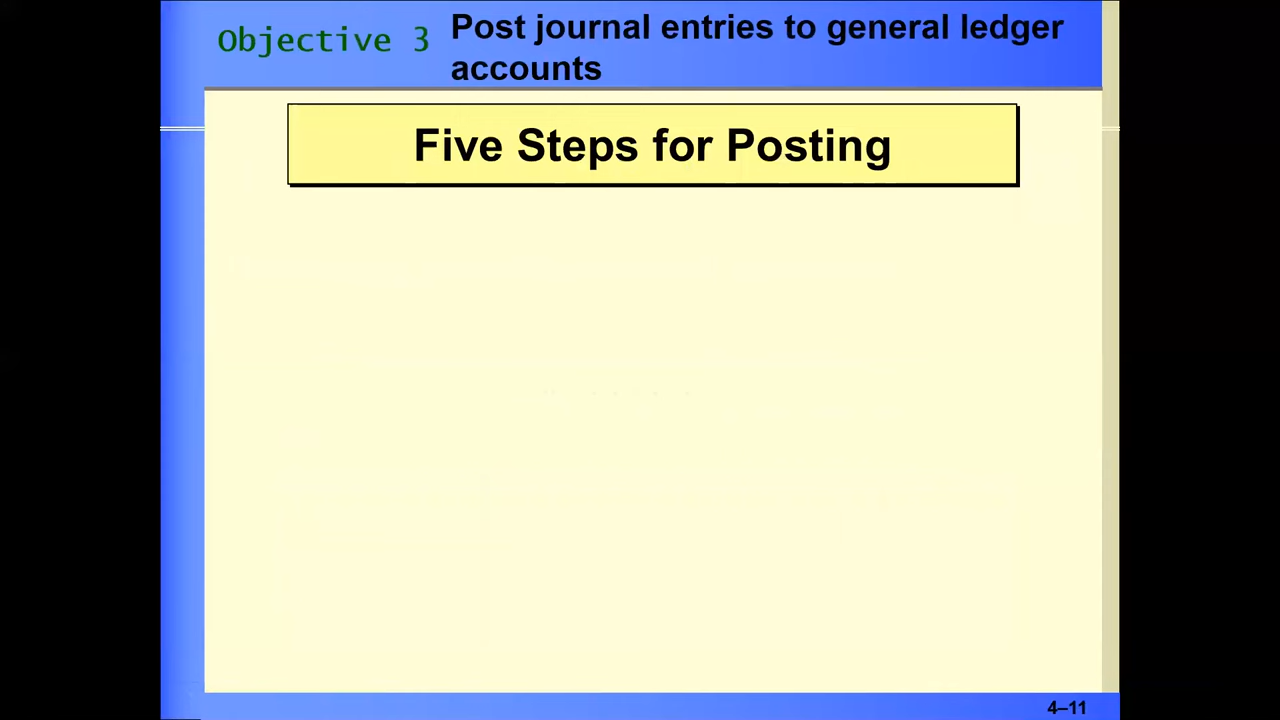 Objective 3
Post journal entries to general ledger
accounts
Five Steps for Posting
4–11